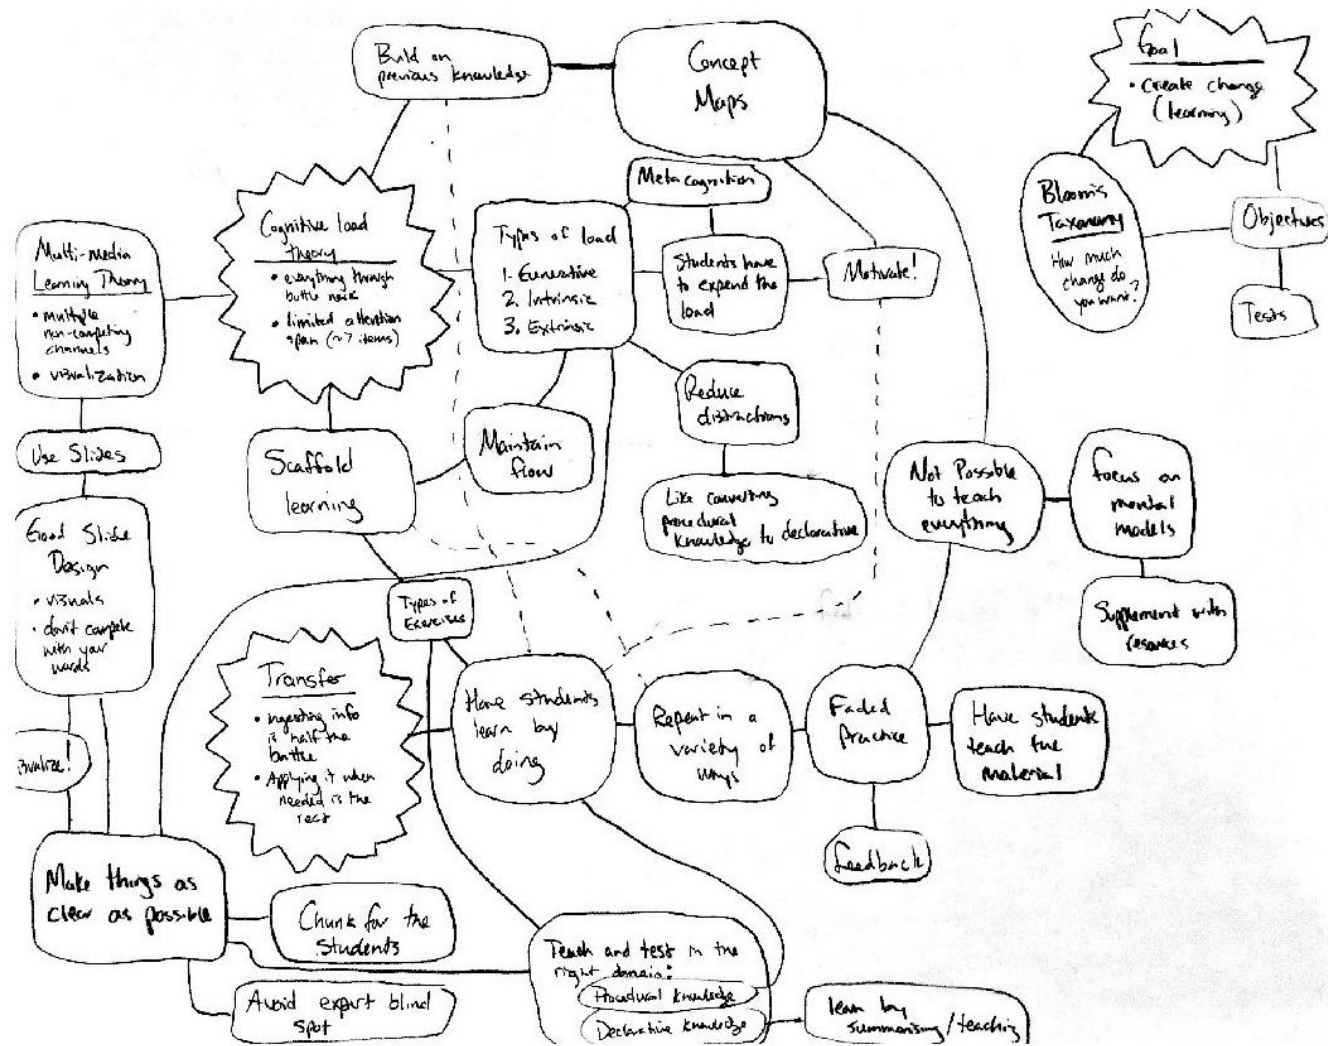 Build on
previous knowledge
Concept
Maps
Goal
• create change
(learning)
Metacognition
Bloom's
Taxonomy
How much
change do
you want?
Objectives
Tests
Cognitive load
theory
• everything through
bottle neck
• limited attention
span (~7 items)
Types of load
1. Generative
2. Intrinsic
3. Extrinsic
Students have
to expend the
load
Motivate!
Multi-media
Learning Theory
• multiple
non-competing
channels
• visualization
Reduce
distractions
Use Slides
Scaffold
learning
Maintain
flow
Not Possible
to teach
everything
Focus on
mental
models
Like converting
procedural
knowledge to declarative
Good Slide
Design
• visuals
• don't compete
with your
words
Types of
Exercises
Supplement with
resources
Transfer
• ingesting info
is half the
battle
• Applying it when
needed is the
rest
Have students
learn by
doing
Repeat in a
variety of
ways
Faded
Practice
Have students
teach the
material
visualize!
Feedback
Make things as
clear as possible
Chunk for the
students
Teach and test in the
right domain:
Procedural knowledge
Declarative knowledge
Avoid expert blind
spot
learn by
summarising/teaching